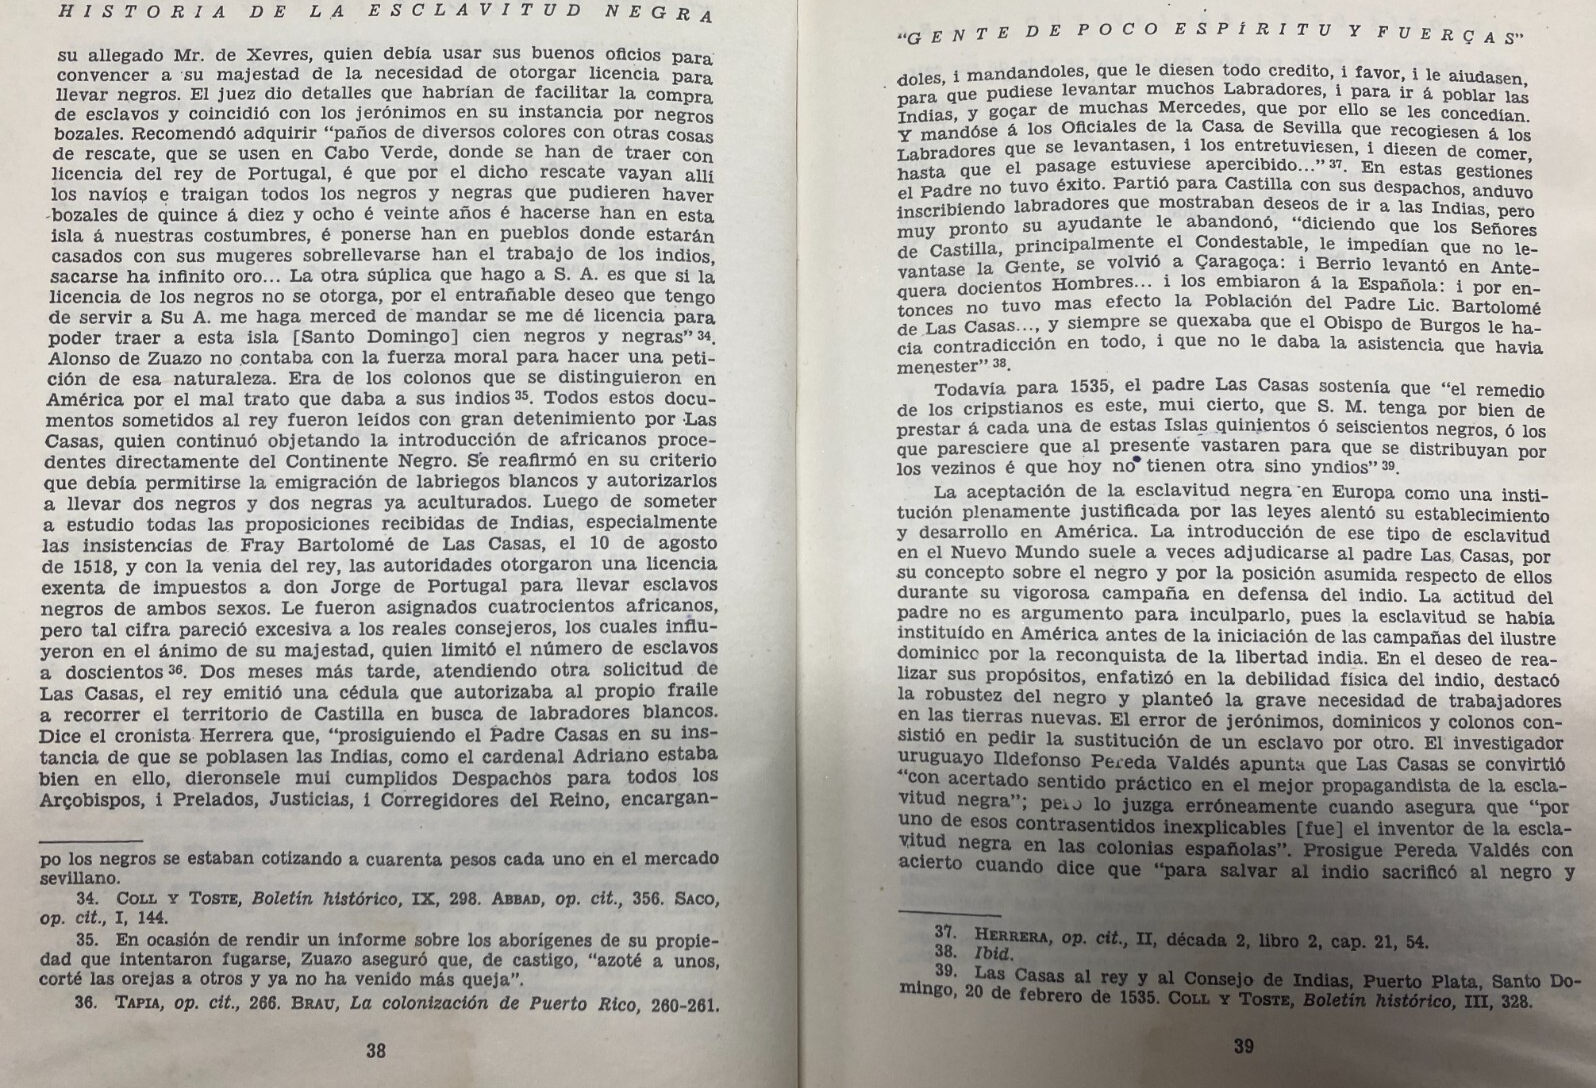 HISTORIA DE LA ESCLAVITUD NEGRA
su allegado Mr. de Xevres, quien debía usar sus buenos oficios para
convencer a su majestad de la necesidad de otorgar licencia para
llevar negros. El juez dio detalles que habrían de facilitar la compra
de esclavos y coincidió con los jerónimos en su instancia por negros
bozales. Recomendó adquirir “paños de diversos colores con otras cosas
de rescate, que se usen en Cabo Verde, donde se han de traer con
licencia del rey de Portugal, é que por el dicho rescate vayan allí
los navíos e traigan todos los negros y negras que pudieren haver
bozales de quince á diez y ocho é veinte años é hacerse han en esta
isla á nuestras costumbres, é ponerse han en pueblos donde estarán
casados con sus mugeres sobrellevarse han el trabajo de los indios,
sacarse ha infinito oro... La otra súplica que hago a S. A. es que si la
licencia de los negros no se otorga, por el entrañable deseo que tengo
de servir a Su A. me haga merced de mandar se me dé licencia para
poder traer a esta isla [Santo Domingo] cien negros y negras” 34.
Alonso de Zuazo no contaba con la fuerza moral para hacer una peti-
ción de esa naturaleza. Era de los colonos que se distinguieron en
América por el mal trato que daba a sus indios 35. Todos estos docu-
mentos sometidos al rey fueron leídos con gran detenimiento por Las
Casas, quien continuó objetando la introducción de africanos proce-
dentes directamente del Continente Negro. Se reafirmó en su criterio
que debía permitirse la emigración de labriegos blancos y autorizarlos
a llevar dos negros y dos negras ya aculturados. Luego de someter
a estudio todas las proposiciones recibidas de Indias, especialmente
las insistencias de Fray Bartolomé de Las Casas, el 10 de agosto
de 1518, y con la venia del rey, las autoridades otorgaron una licencia
exenta de impuestos a don Jorge de Portugal para llevar esclavos
negros de ambos sexos. Le fueron asignados cuatrocientos africanos,
pero tal cifra pareció excesiva a los reales consejeros, los cuales influ-
yeron en el ánimo de su majestad, quien limitó el número de esclavos
a doscientos 36. Dos meses más tarde, atendiendo otra solicitud de
Las Casas, el rey emitió una cédula que autorizaba al propio fraile
a recorrer el territorio de Castilla en busca de labradores blancos.
Dice el cronista Herrera que, “prosiguiendo el Padre Casas en su ins-
tancia de que se poblasen las Indias, como el cardenal Adriano estaba
bien en ello, dieronsele mui cumplidos Despachos para todos los
Arçobispos, i Prelados, Justicias, i Corregidores del Reino, encargan-
po los negros se estaban cotizando a cuarenta pesos cada uno en el mercado
sevillano.
34. COLL Y TOSTE, Boletín histórico, IX, 298. ABBAD, op. cit., 356. SACO,
op. cit., I, 144.
35. En ocasión de rendir un informe sobre los aborígenes de su propie-
dad que intentaron fugarse, Zuazo aseguró que, de castigo, “azoté a unos,
corté las orejas a otros y ya no ha venido más queja”.
36. TAPIA, op. cit., 266. BRAU, La colonización de Puerto Rico, 260-261.
38
“GENTE DE POCO ESPÍRITU Y FUERÇAS”
doles, i mandandoles, que le diesen todo credito, i favor, i le aiudasen,
para que pudiese levantar muchos Labradores, i para ir á poblar las
Indias, y goçar de muchas Mercedes, que por ello se les concedían.
Y mandóse á los Oficiales de la Casa de Sevilla que recogiesen á los
Labradores que se levantasen, i los entretuviesen, i diesen de comer,
hasta que el pasage estuviese apercibido...” 37. En estas gestiones
el Padre no tuvo éxito. Partió para Castilla con sus despachos, anduvo
inscribiendo labradores que mostraban deseos de ir a las Indias, pero
muy pronto su ayudante le abandonó, “diciendo que los Señores
de Castilla, principalmente el Condestable, le impedían que no le-
vantase la Gente, se volvió a Çaragoça: i Berrio levantó en Ante-
quera docientos Hombres... i los embiaron á la Española: i por en-
tonces no tuvo mas efecto la Población del Padre Lic. Bartolomé
de Las Casas..., y siempre se quexaba que el Obispo de Burgos le ha-
cia contradicción en todo, i que no le daba la asistencia que havia
menester” 38.
Todavía para 1535, el padre Las Casas sostenía que “el remedio
de los cripstianos es este, mui cierto, que S. M. tenga por bien de
prestar á cada una de estas Islas quinientos ó seiscientos negros, ó los
que paresciere que al presente vastaren para que se distribuyan por
los vezinos é que hoy no tienen otra sino yndios” 39.
La aceptación de la esclavitud negra en Europa como una insti-
tución plenamente justificada por las leyes alentó su establecimiento
y desarrollo en América. La introducción de ese tipo de esclavitud
en el Nuevo Mundo suele a veces adjudicarse al padre Las Casas, por
su concepto sobre el negro y por la posición asumida respecto de ellos
durante su vigorosa campaña en defensa del indio. La actitud del
padre no es argumento para inculparlo, pues la esclavitud se había
instituído en América antes de la iniciación de las campañas del ilustre
dominico por la reconquista de la libertad india. En el deseo de rea-
lizar sus propósitos, enfatizó en la debilidad física del indio, destacó
la robustez del negro y planteó la grave necesidad de trabajadores
en las tierras nuevas. El error de jerónimos, dominicos y colonos con-
sistió en pedir la sustitución de un esclavo por otro. El investigador
uruguayo Ildefonso Pereda Valdés apunta que Las Casas se convirtió
“con acertado sentido práctico en el mejor propagandista de la escla-
vitud negra”; pero lo juzga erróneamente cuando asegura que “por
uno de esos contrasentidos inexplicables [fue] el inventor de la escla-
vitud negra en las colonias españolas”. Prosigue Pereda Valdés con
acierto cuando dice que “para salvar al indio sacrificó al negro y
37. HERRERA, op. cit., II, década 2, libro 2, cap. 21, 54.
38. Ibid.
39. Las Casas al rey y al Consejo de Indias, Puerto Plata, Santo Do-
mingo, 20 de febrero de 1535. COLL Y TOSTE, Boletín histórico, III, 328.
39